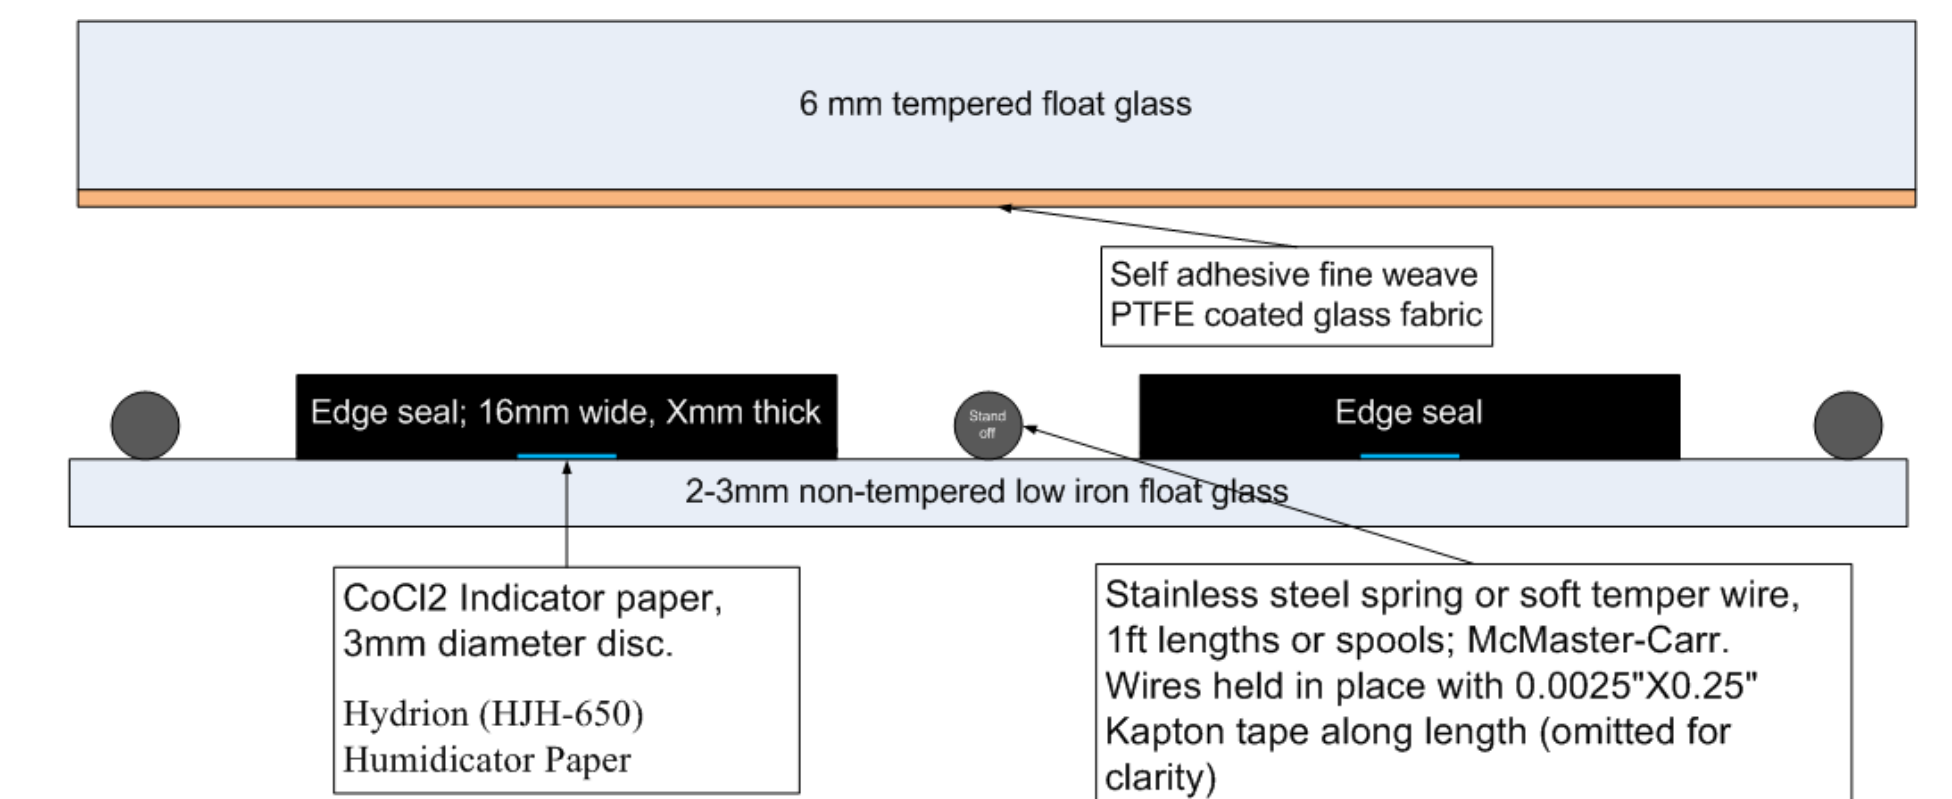 6 mm tempered float glass
Self adhesive fine weave
PTFE coated glass fabric
Edge seal; 16mm wide, Xmm thick
Stand
off
Edge seal
2-3mm non-tempered low iron float glass
CoCl2 Indicator paper,
3mm diameter disc.
Hydrion (HJH-650)
Humidicator Paper
Stainless steel spring or soft temper wire,
1ft lengths or spools; McMaster-Carr.
Wires held in place with 0.0025"X0.25"
Kapton tape along length (omitted for
clarity)